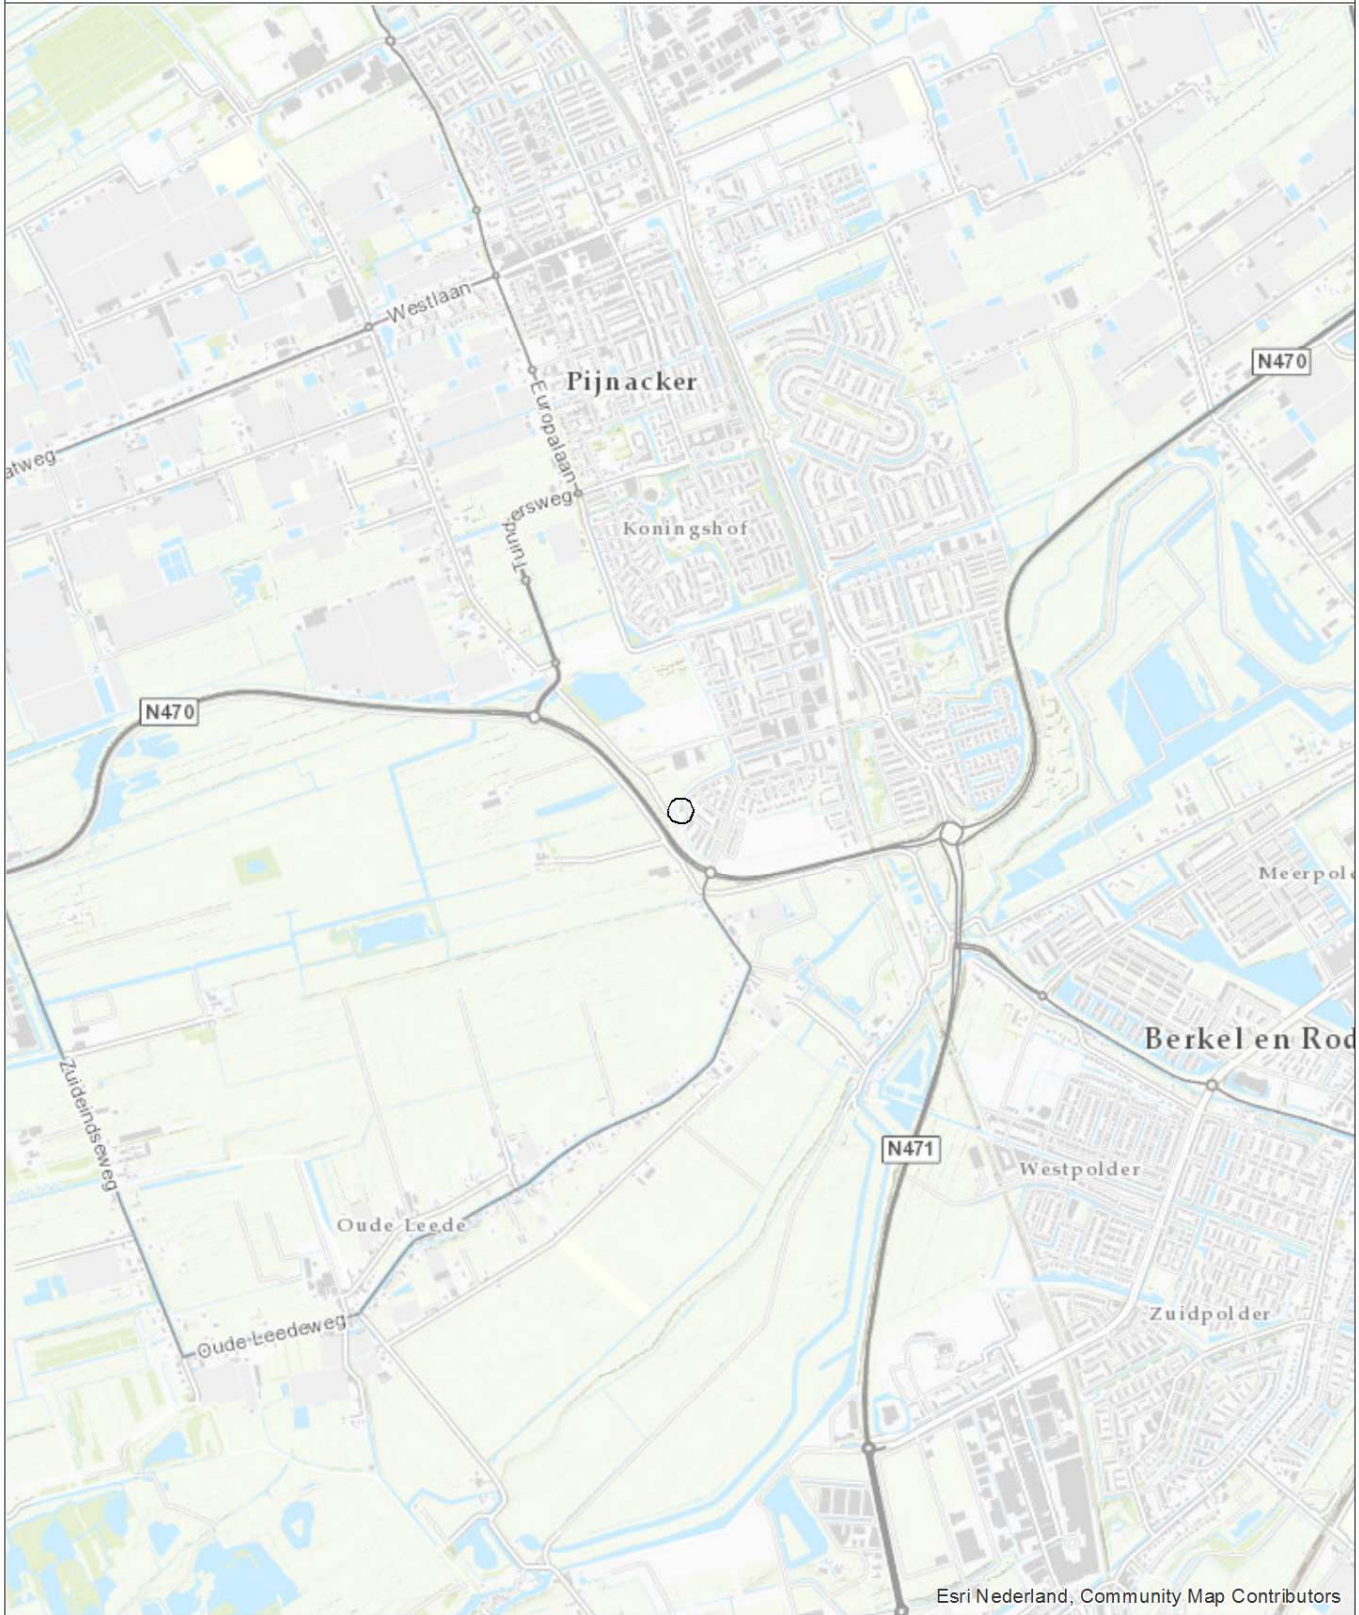 Westlaan
N470
Pijnacker
Europalaan
atweg
ersweg
Tuind
Koningshof
N470
Meerpol
Berkel en Rod
Zuideindseweg
N471
Westpolder
Oude Leede
Zuidpolder
Oude Leedeweg
Esri Nederland, Community Map Contributors